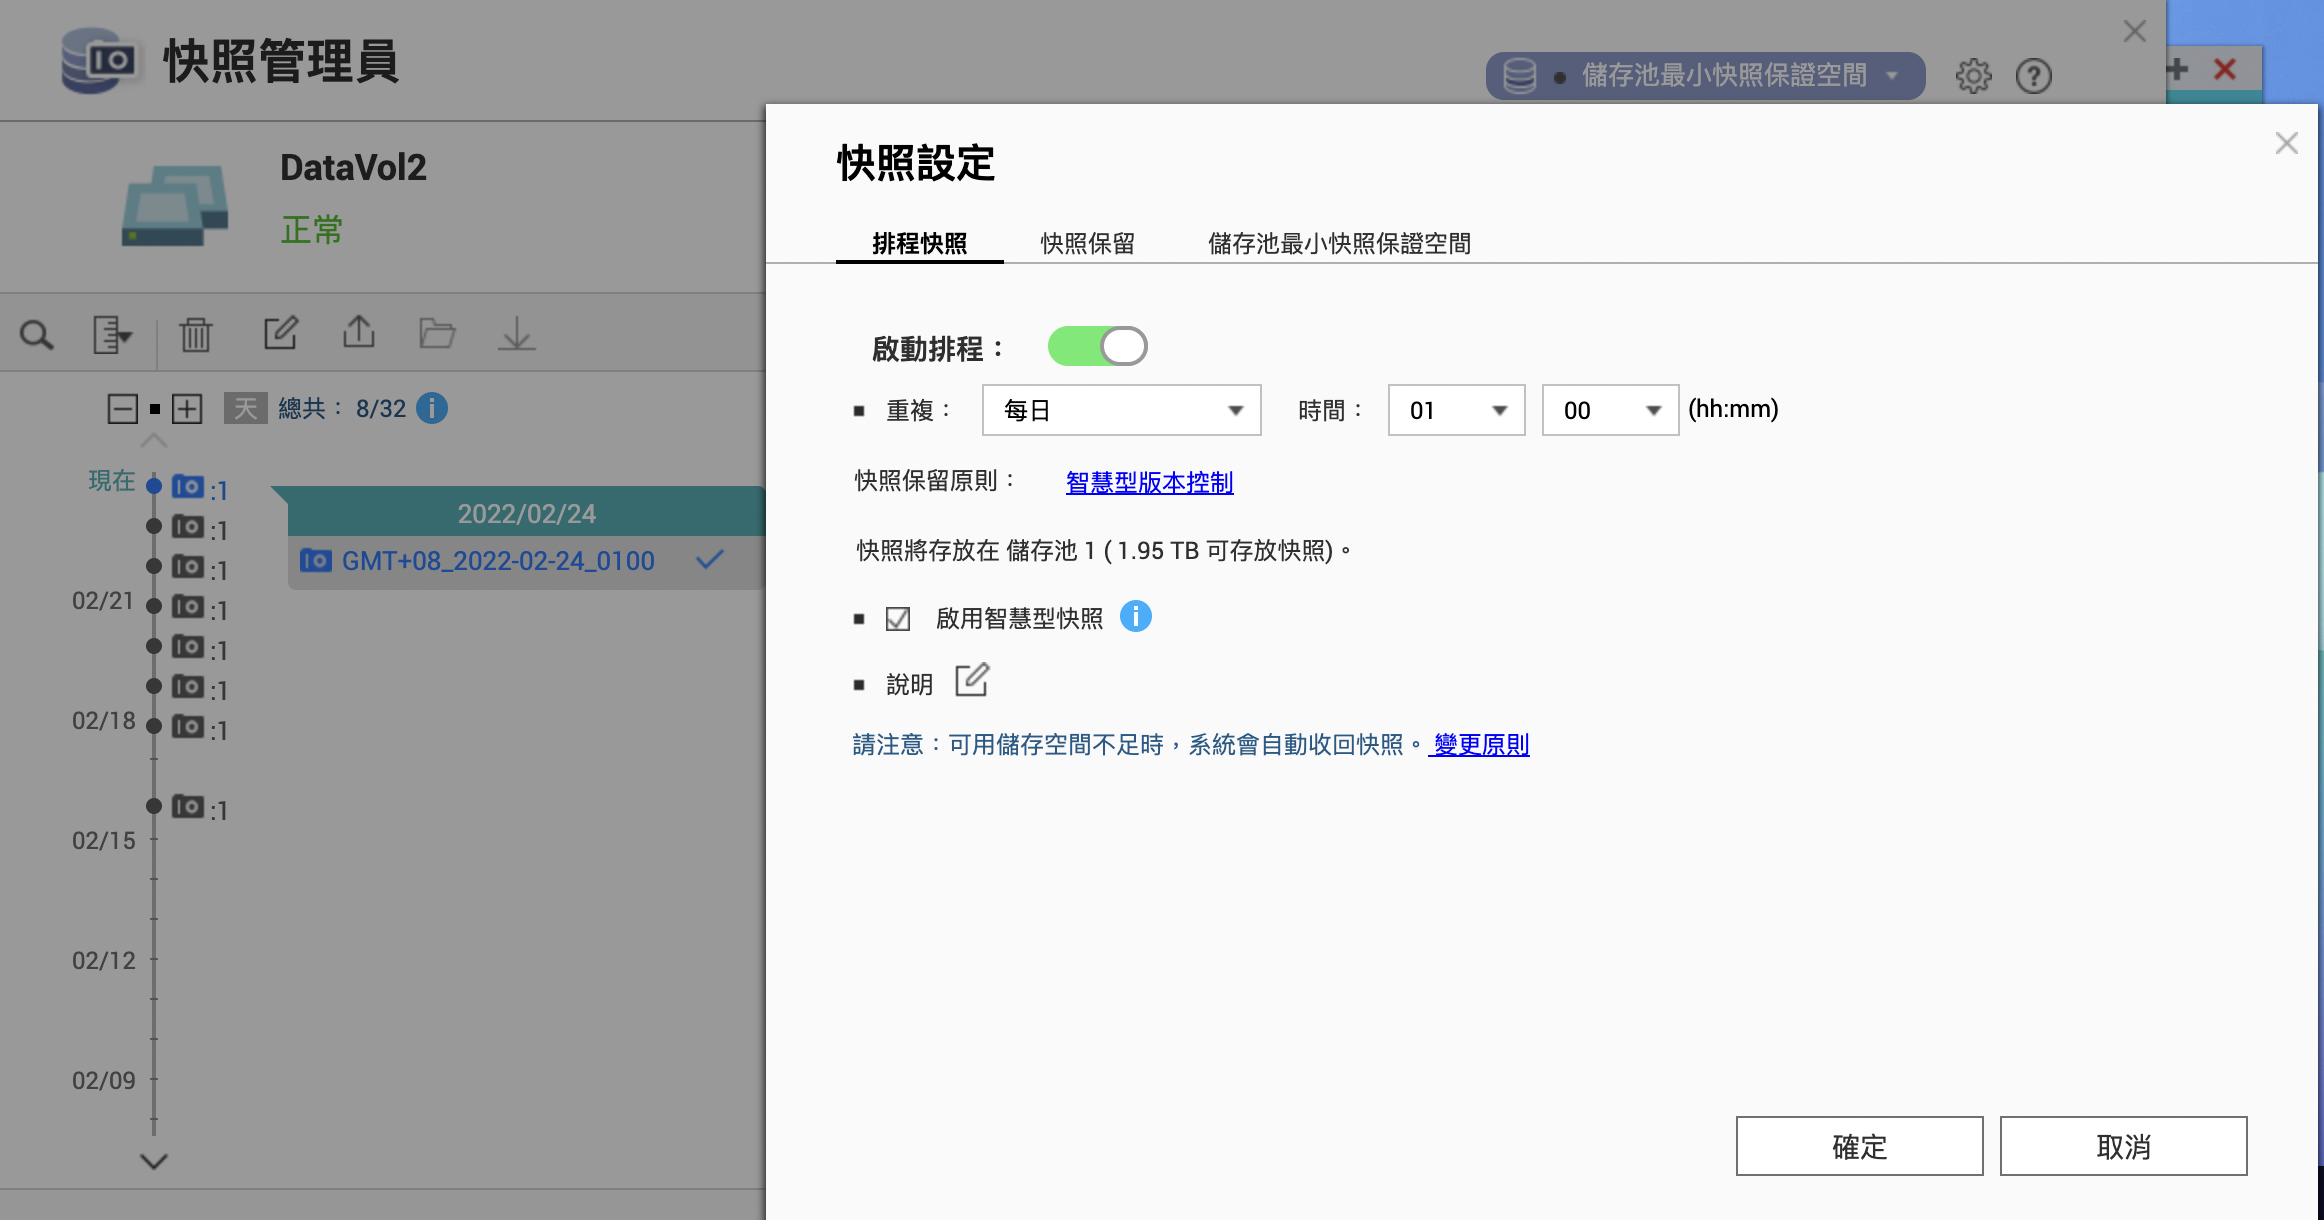 快照管理員
儲存池最小快照保證空間
DataVol2
正常
天 總共： 8/32
現在
:1
:1
:1
02/21
:1
:1
:1
02/18
:1
:1
02/15
02/12
02/09
2022/02/24
GMT+08_2022-02-24_0100
快照設定
排程快照 快照保留 儲存池最小快照保證空間
啟動排程：
重複： 每日 時間： 01 00 (hh:mm)
快照保留原則： 智慧型版本控制
快照將存放在 儲存池 1 ( 1.95 TB 可存放快照)。
啟用智慧型快照
說明
請注意：可用儲存空間不足時，系統會自動收回快照。 變更原則
確定 取消